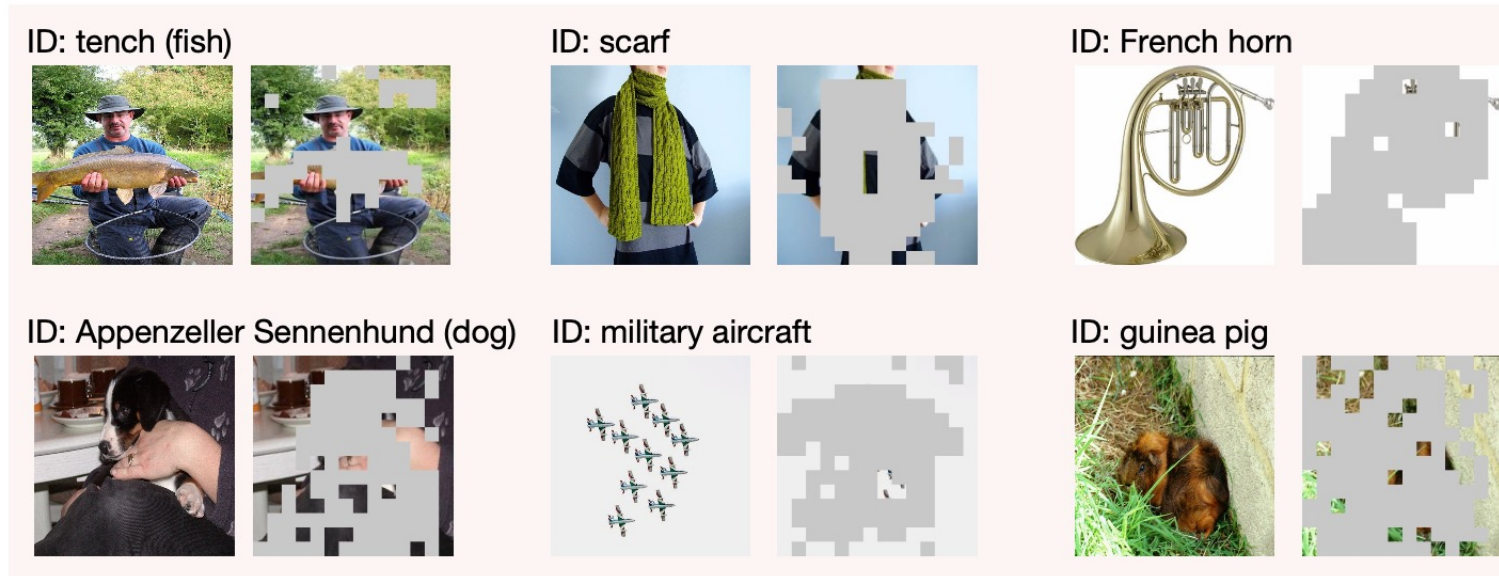 ID: tench (fish)
ID: scarf
ID: French horn
ID: Appenzeller Sennenhund (dog)
ID: military aircraft
ID: guinea pig